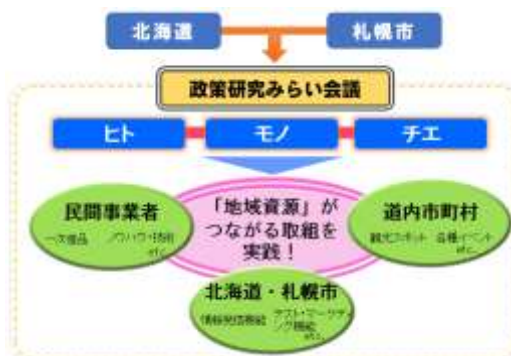 北海道
札幌市
政策研究みらい会議
ヒト
モノ
チエ
「地域資源」が
つながる取組を
実践!
民間事業者
一次産品 ノウハウ・技術
etc.
道内市町村
観光スポット 各種イベント
etc.
北海道・札幌市
情報発信機能 テスト・マーケティ
ング機能
etc.